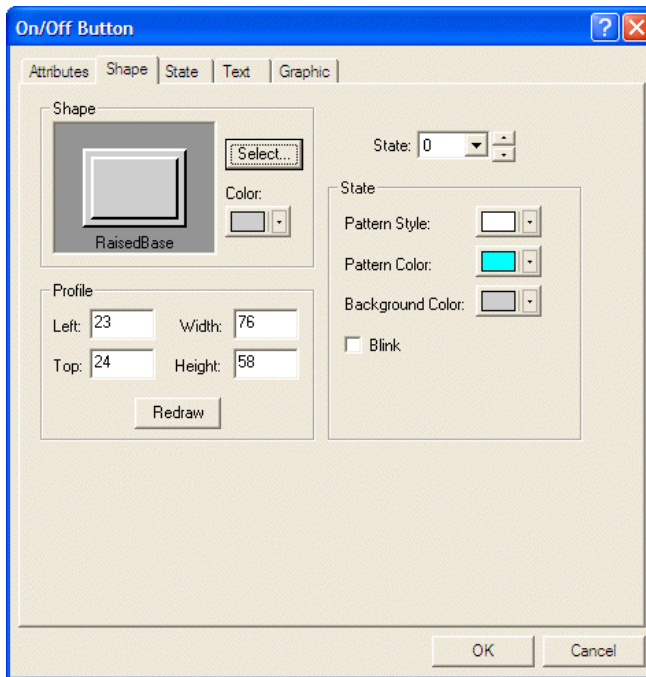 On/Off Button
Attributes Shape State Text Graphic
Shape
Select...
Color:
RaisedBase
State: 0
State
Pattern Style:
Pattern Color:
Background Color:
Blink
Profile
Left: 23 Width: 76
Top: 24 Height: 58
Redraw
OK Cancel